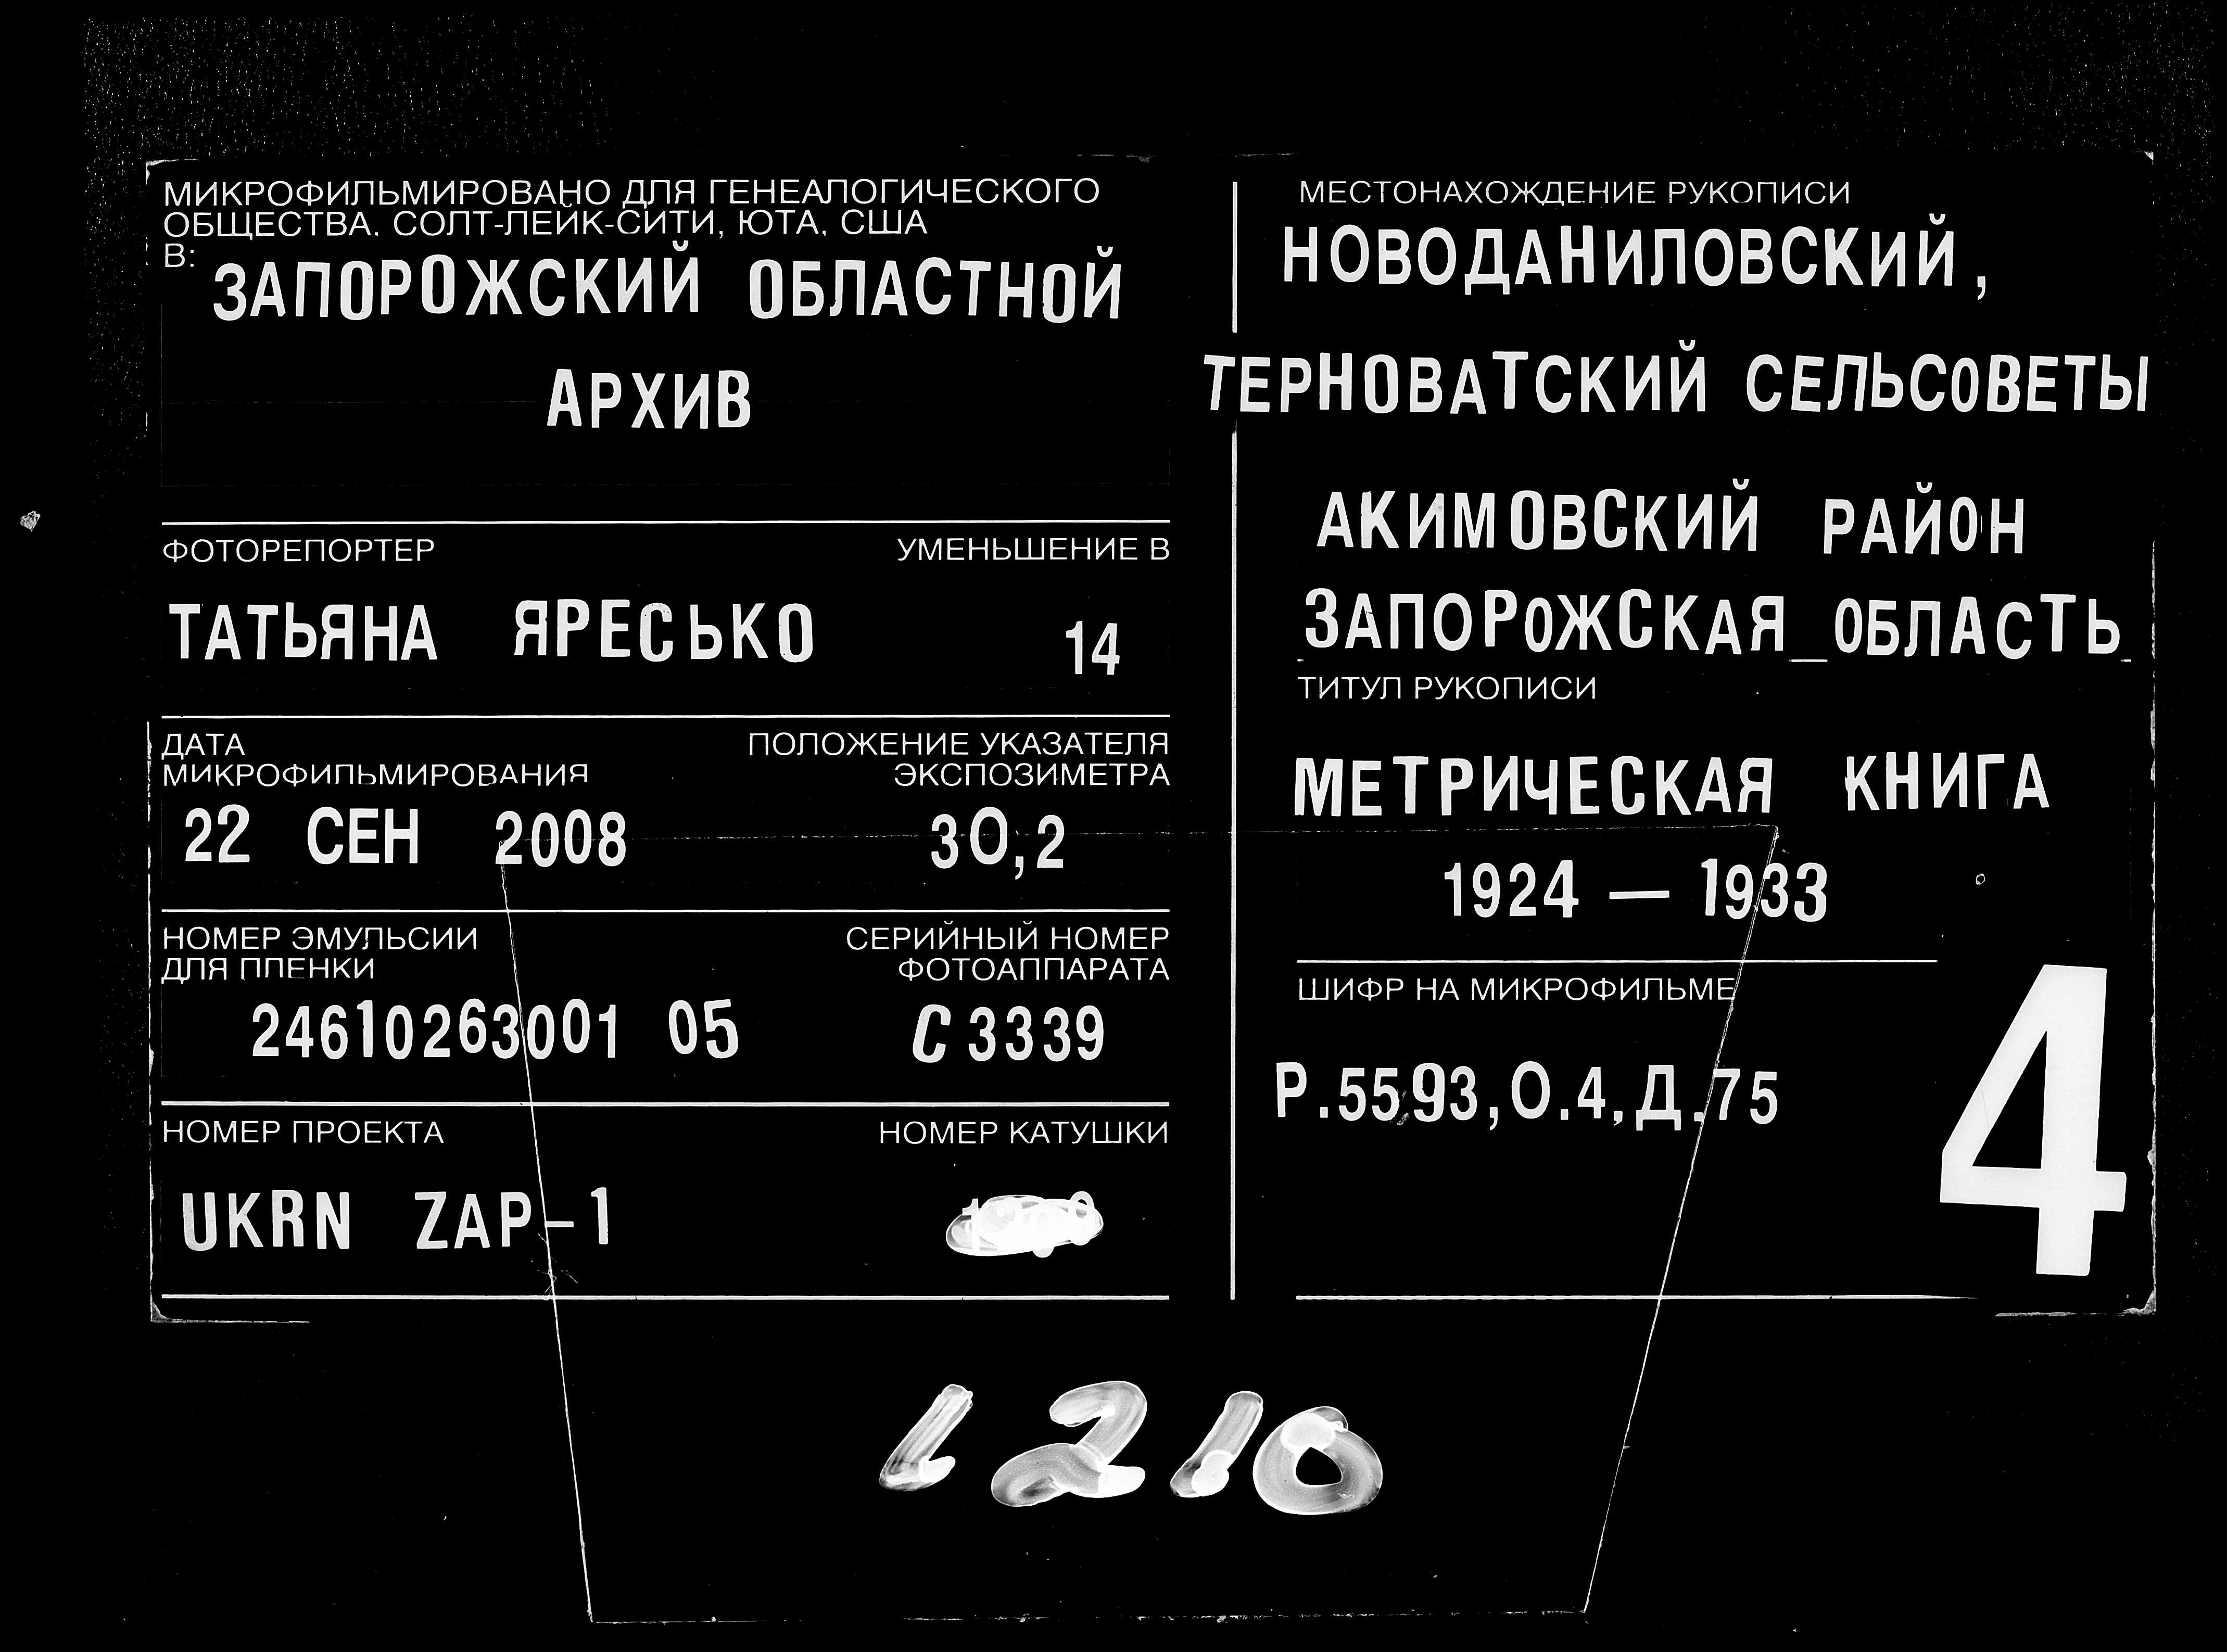 МИКРОФИЛЬМИРОВАНО ДЛЯ ГЕНЕАЛОГИЧЕСКОГО
ОБЩЕСТВА, СОЛТ-ЛЕЙК-СИТИ, ЮТА, США
В:
ЗАПОРОЖСКИЙ ОБЛАСТНОЙ
АРХИВ
ФОТОРЕПОРТЕР
УМЕНЬШЕНИЕ В
ТАТЬЯНА ЯРЕСЬКО
14
ДАТА
МИКРОФИЛЬМИРОВАНИЯ
ПОЛОЖЕНИЕ УКАЗАТЕЛЯ
ЭКСПОЗИМЕТРА
22 СЕН 2008
30,2
НОМЕР ЭМУЛЬСИИ
ДЛЯ ПЛЕНКИ
СЕРИЙНЫЙ НОМЕР
ФОТОАППАРАТА
24610263001 05
С3339
НОМЕР ПРОЕКТА
НОМЕР КАТУШКИ
UKRN ZAP-1
МЕСТОНАХОЖДЕНИЕ РУКОПИСИ
НОВОДАНИЛОВСКИЙ,
ТЕРНОВАТСКИЙ СЕЛЬСОВЕТЫ
АКИМОВСКИЙ РАЙОН
ЗАПОРОЖСКАЯ ОБЛАСТЬ
ТИТУЛ РУКОПИСИ
МЕТРИЧЕСКАЯ КНИГА
1924 — 1933
ШИФР НА МИКРОФИЛЬМЕ
Р.5593,О.4,Д.75
4
1210